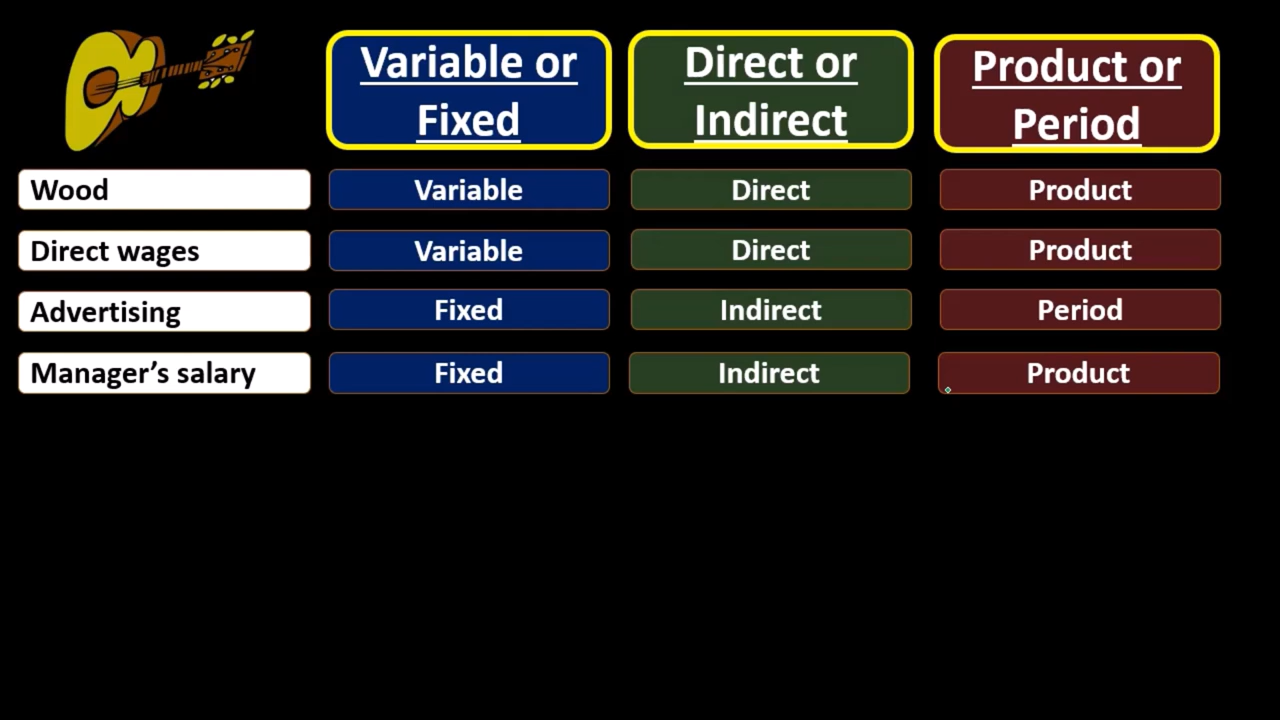 Variable or
Fixed
Direct or
Indirect
Product or
Period
Wood
Variable
Direct
Product
Direct wages
Variable
Direct
Product
Advertising
Fixed
Indirect
Period
Manager’s salary
Fixed
Indirect
Product